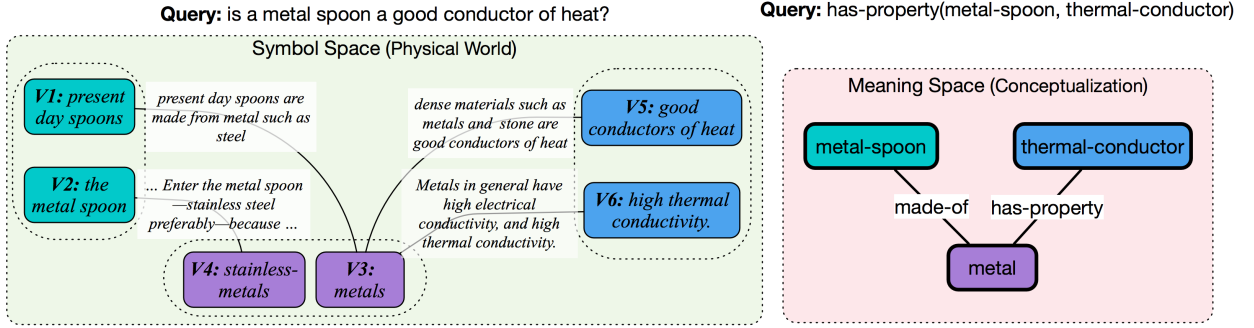 Query: is a metal spoon a good conductor of heat?
Query: has-property(metal-spoon, thermal-conductor)
Symbol Space (Physical World)
V1: present
day spoons
present day spoons are
made from metal such as
steel
dense materials such as
metals and stone are
good conductors of heat
V5: good
conductors of heat
V2: the
metal spoon
... Enter the metal spoon
—stainless steel
preferably—because ...
Metals in general have
high electrical
conductivity, and high
thermal conductivity.
V6: high thermal
conductivity.
V4: stainless-
metals
V3:
metals
Meaning Space (Conceptualization)
metal-spoon
thermal-conductor
made-of
has-property
metal